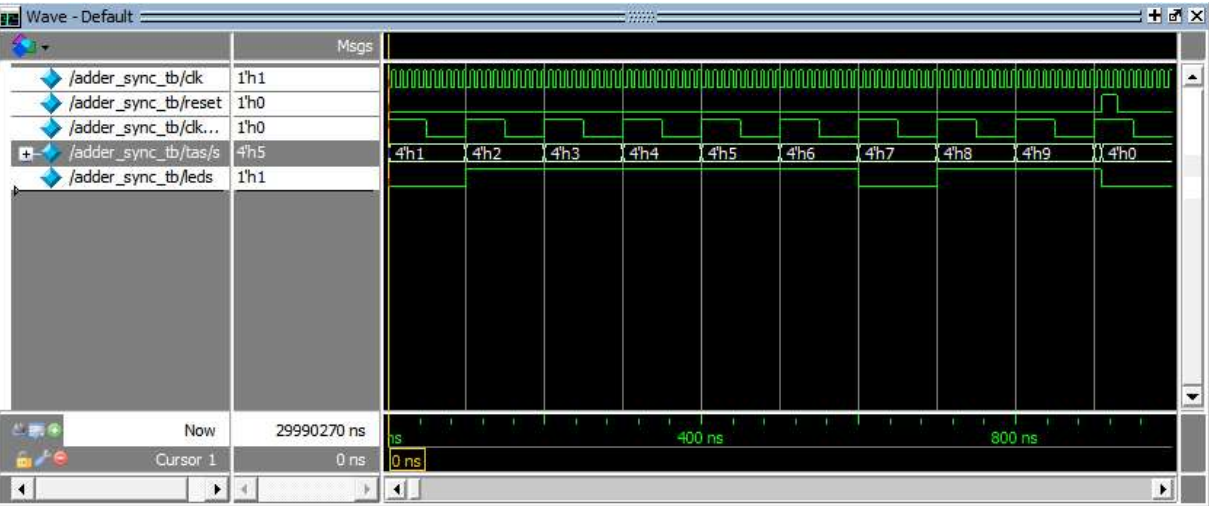 Wave - Default
Msgs
/adder_sync_tb/clk 1'h1
/adder_sync_tb/reset 1'h0
/adder_sync_tb/clk... 1'h0
/adder_sync_tb/tas/s 4'h5 4'h1 4'h2 4'h3 4'h4 4'h5 4'h6 4'h7 4'h8 4'h9 4'h0
/adder_sync_tb/leds 1'h1
Now 29990270 ns ns 400 ns 800 ns
Cursor 1 0 ns 0 ns